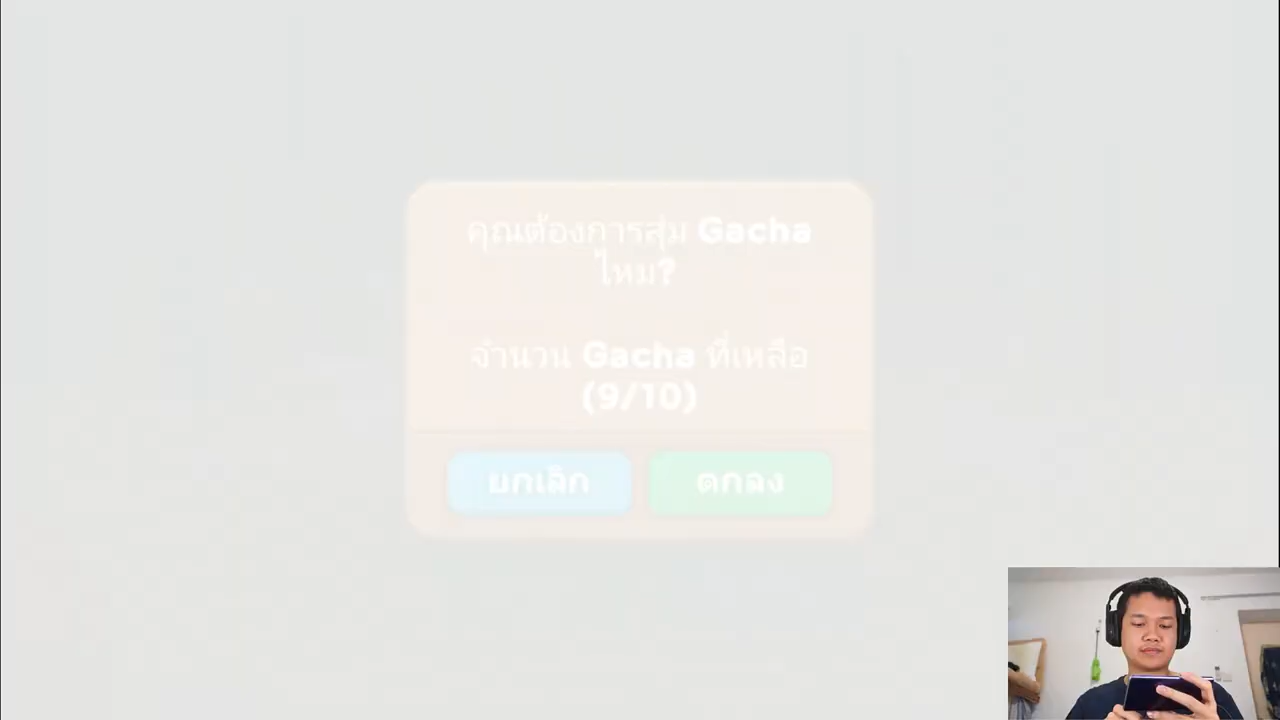 คุณต้องการสุ่ม Gacha
ไหม?
จำนวน Gacha ที่เหลือ
(9/10)
ยกเลิก
ตกลง